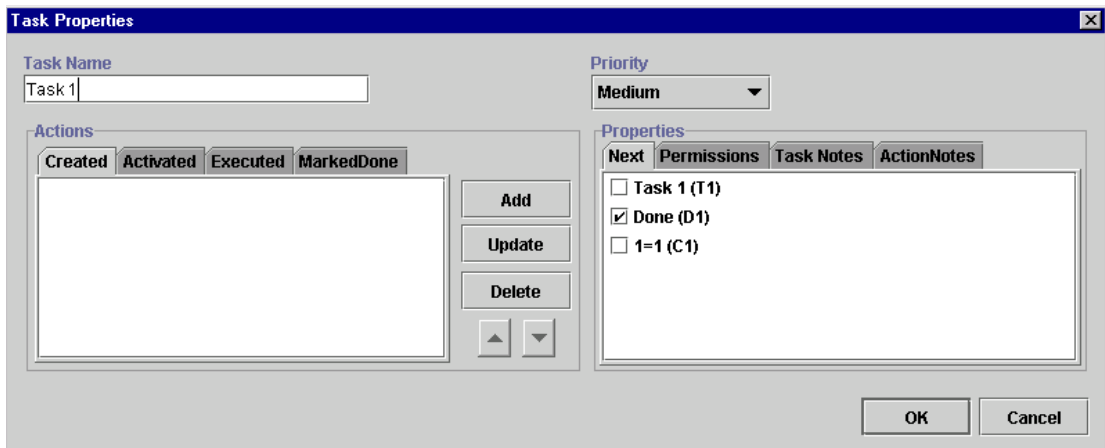 Task Properties
Task Name
Task 1
Priority
Medium
Actions
Created Activated Executed MarkedDone
Add
Update
Delete
Properties
Next Permissions Task Notes ActionNotes
Task 1 (T1)
Done (D1)
1=1 (C1)
OK Cancel